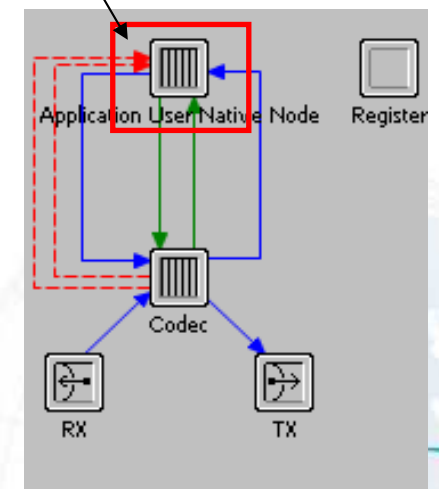 Application User Native Node
Register
Codec
RX
TX